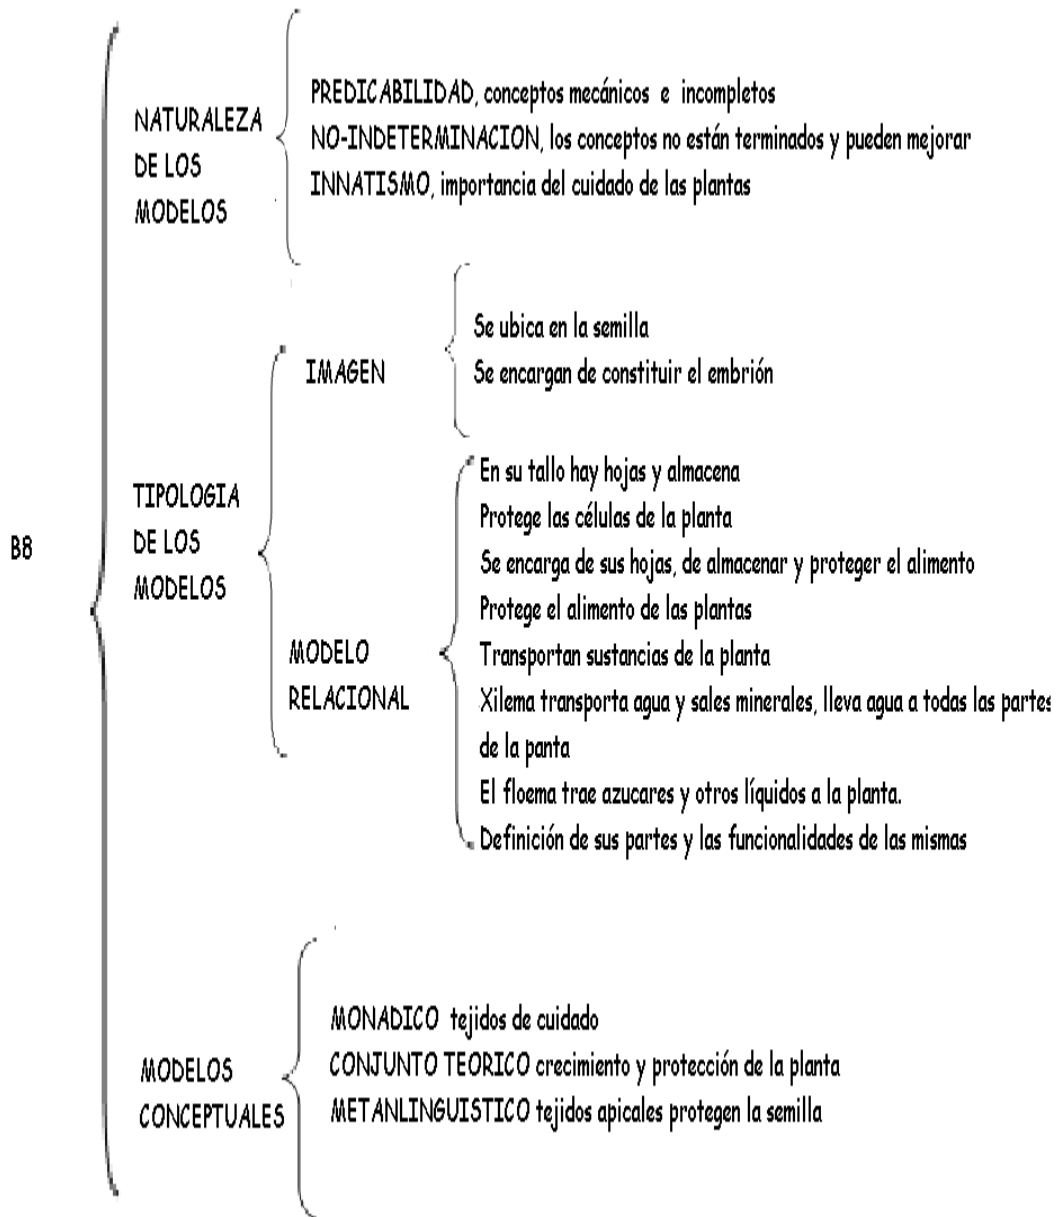 B8
NATURALEZA
DE LOS
MODELOS
PREDICABILIDAD, conceptos mecánicos e incompletos
NO-INDETERMINACION, los conceptos no están terminados y pueden mejorar
INNATISMO, importancia del cuidado de las plantas
TIPOLOGIA
DE LOS
MODELOS
IMAGEN
Se ubica en la semilla
Se encargan de constituir el embrión
MODELO
RELACIONAL
En su tallo hay hojas y almacena
Protege las células de la planta
Se encarga de sus hojas, de almacenar y proteger el alimento
Protege el alimento de las plantas
Transportan sustancias de la planta
Xilema transporta agua y sales minerales, lleva agua a todas las partes
de la panta
El floema trae azucares y otros líquidos a la planta.
Definición de sus partes y las funcionalidades de las mismas
MODELOS
CONCEPTUALES
MONADICO tejidos de cuidado
CONJUNTO TEORICO crecimiento y protección de la planta
METANLINGUISTICO tejidos apicales protegen la semilla